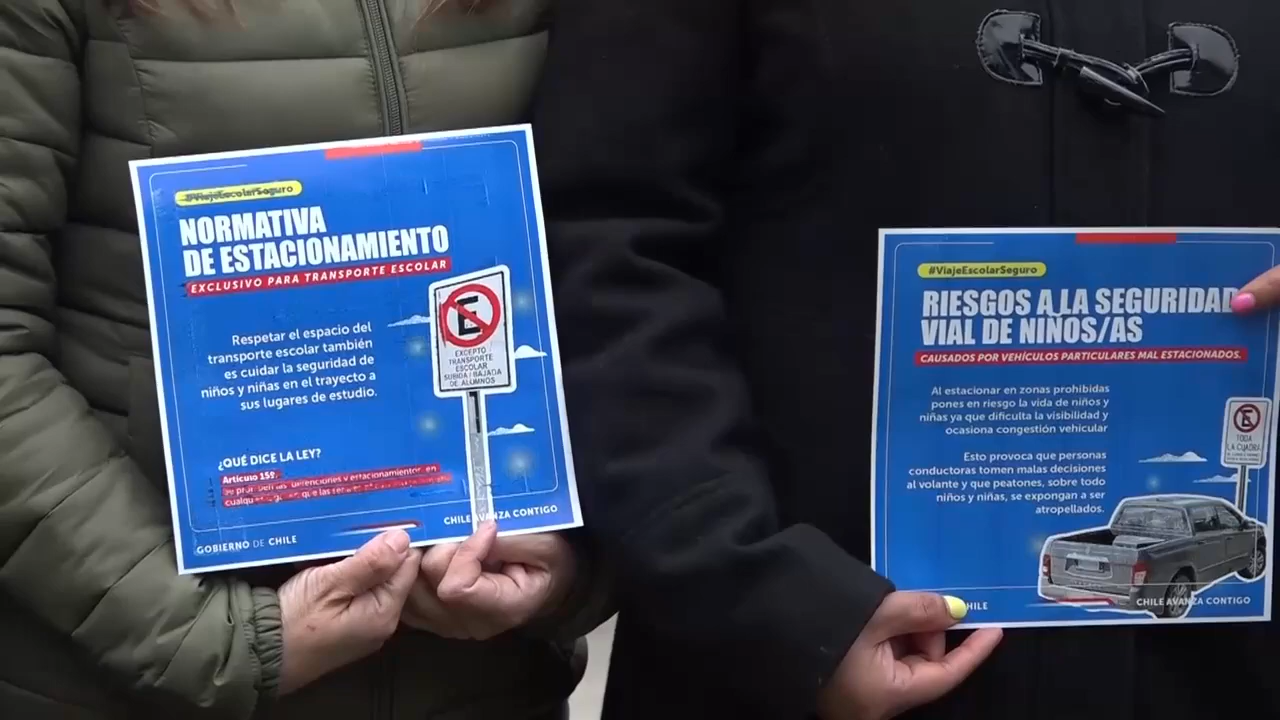 #ViajeEscolarSeguro
NORMATIVA
DE ESTACIONAMIENTO
EXCLUSIVO PARA TRANSPORTE ESCOLAR
Respetar el espacio del
transporte escolar también
es cuidar la seguridad de
niños y niñas en el trayecto a
sus lugares de estudio.
E
EXCEPTO
TRANSPORTE
ESCOLAR
SUBIDA / BAJADA
DE ALUMNOS
¿QUÉ DICE LA LEY?
Artículo 159.
estacionamientos en
que las
CHILE AVANZA CONTIGO
GOBIERNO DE CHILE
#ViajeEscolarSeguro
RIESGOS A LA SEGURIDAD
VIAL DE NIÑOS/AS
CAUSADOS POR VEHÍCULOS PARTICULARES MAL ESTACIONADOS.
Al estacionar en zonas prohibidas
pones en riesgo la vida de niños y
niñas ya que dificulta la visibilidad y
ocasiona congestión vehicular
Esto provoca que personas
conductoras tomen malas decisiones
al volante y que peatones, sobre todo
niños y niñas, se expongan a ser
atropellados.
E
TODA
LA CUADRA
HILE
CHILE AVANZA CONTIGO